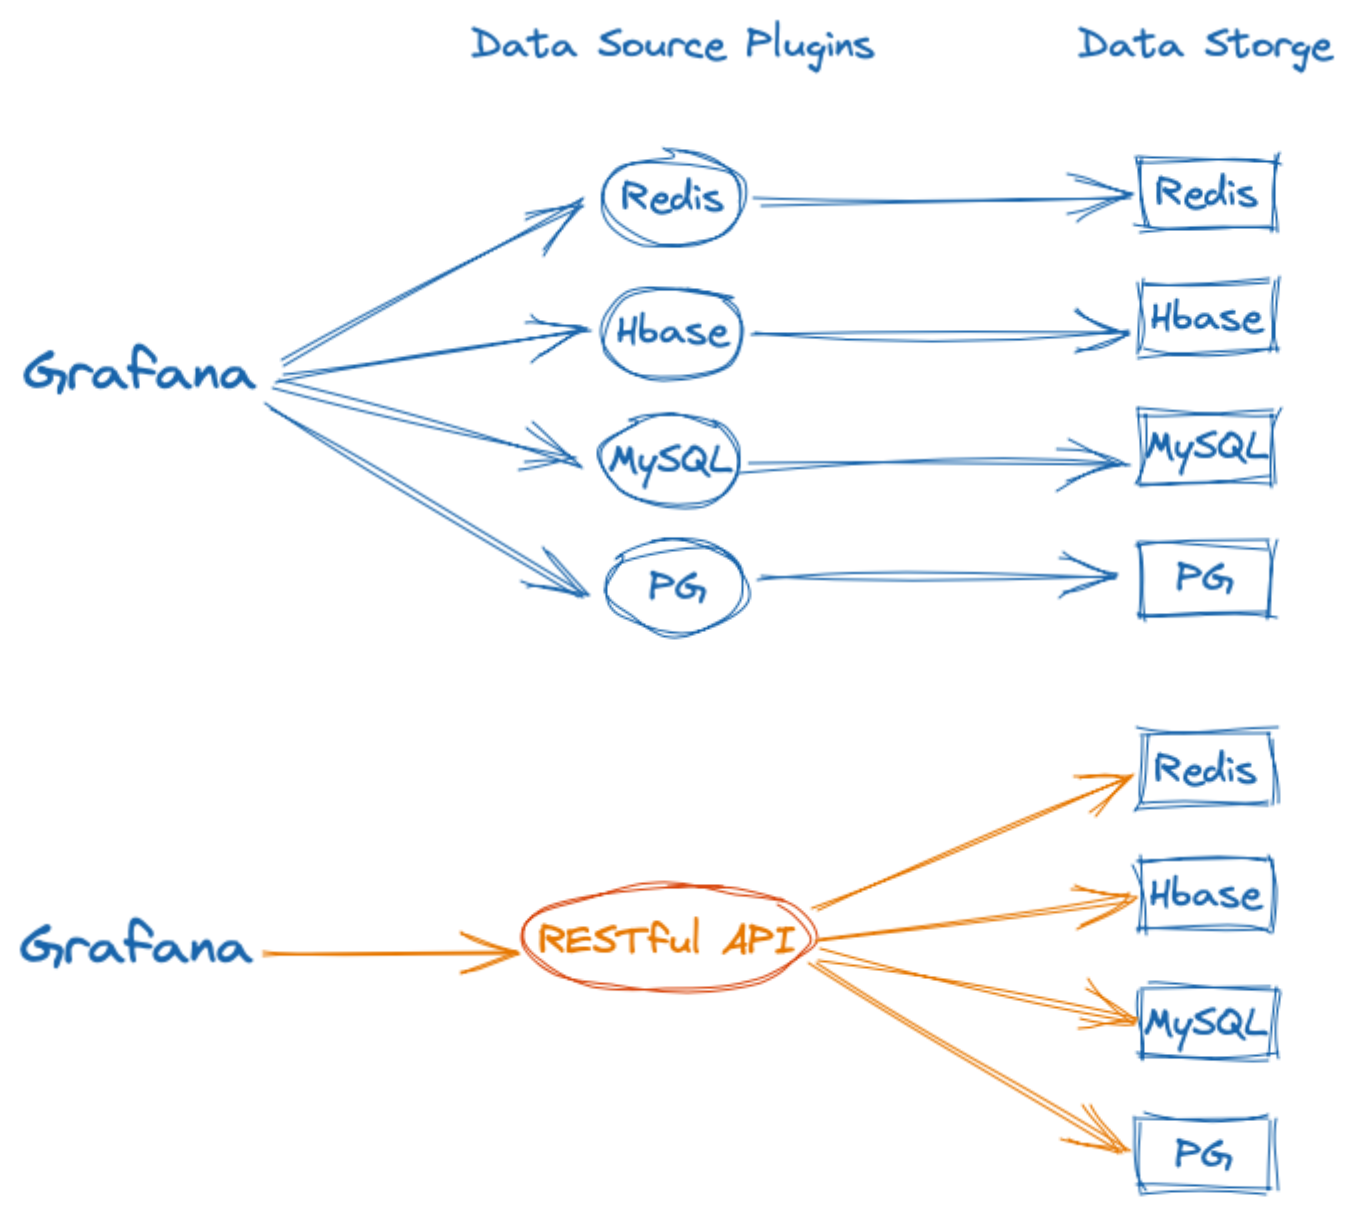 Data Source Plugins
Data Storge
Redis
Redis
Hbase
Hbase
Grafana
MySQL
MySQL
PG
PG
Redis
Hbase
Grafana
RESTful API
MySQL
PG